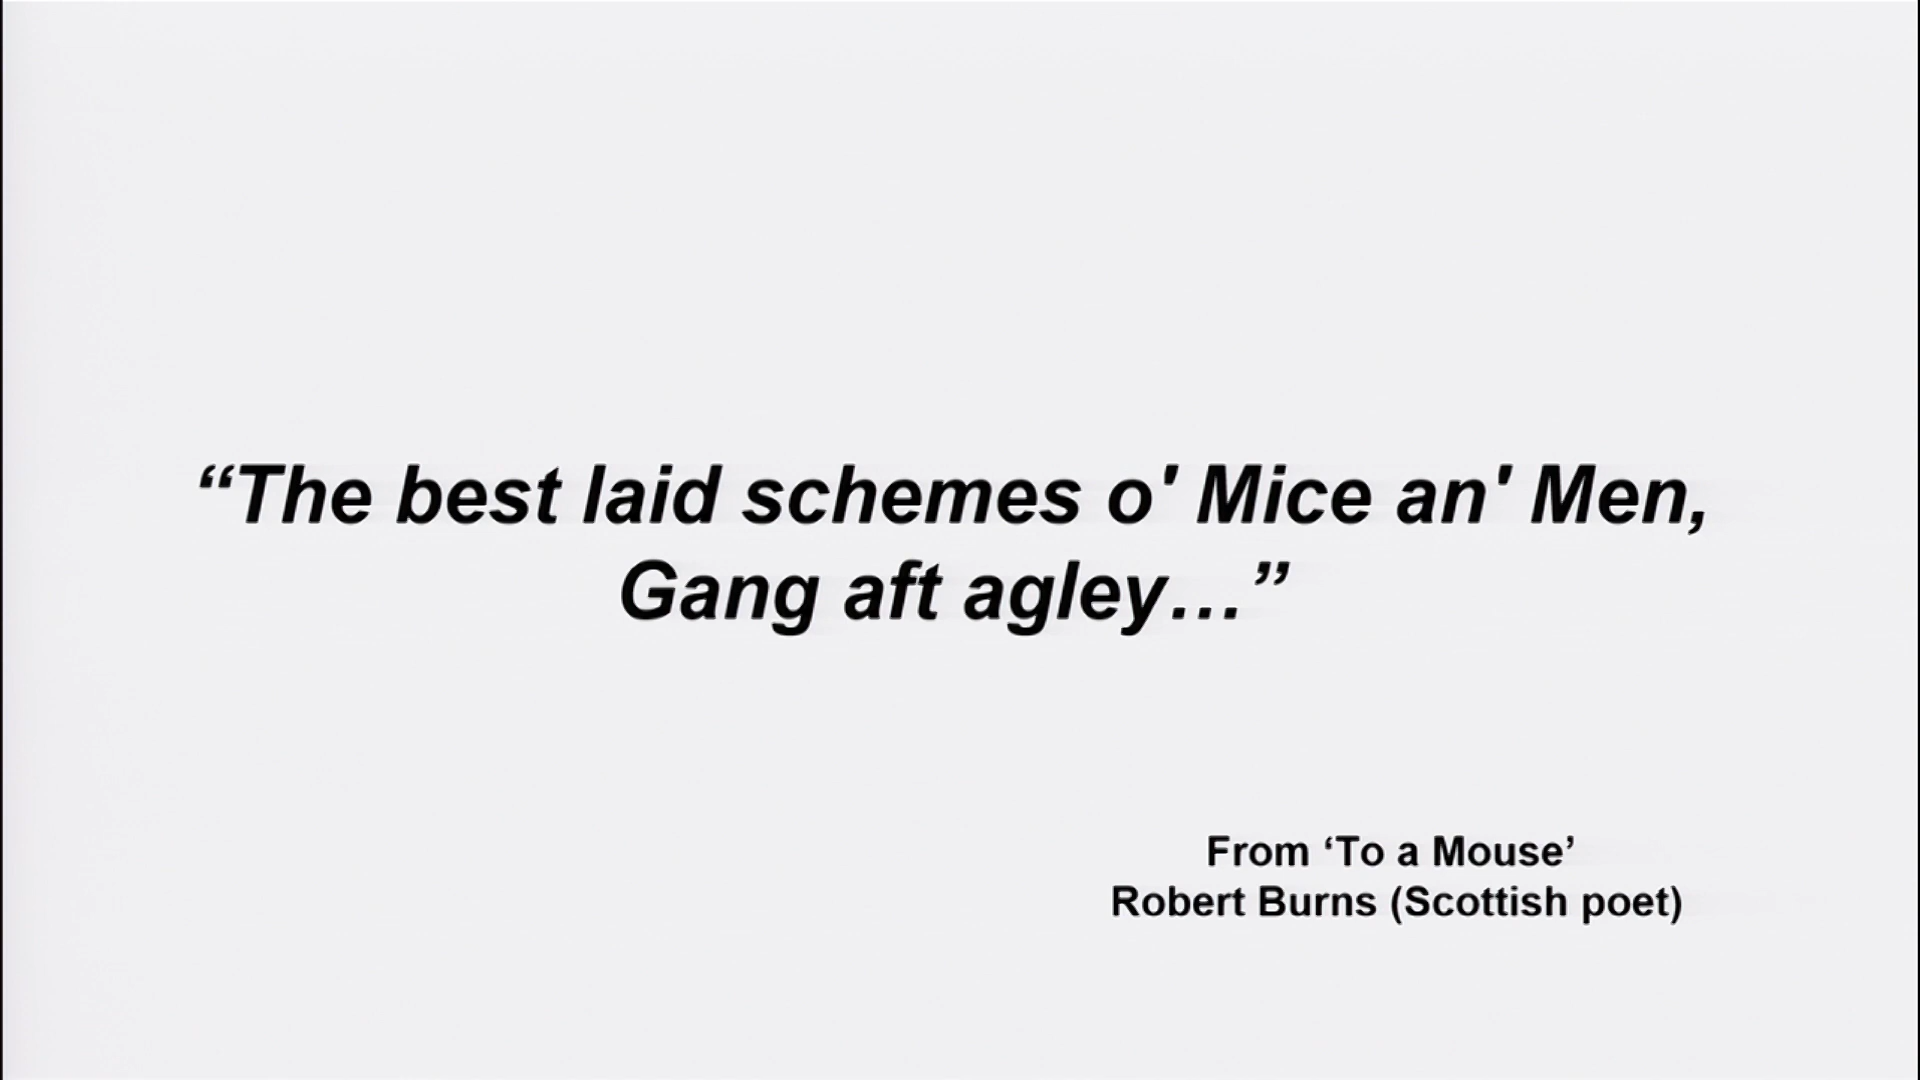 “The best laid schemes o' Mice an' Men,
Gang aft agley…”
From ‘To a Mouse’
Robert Burns (Scottish poet)